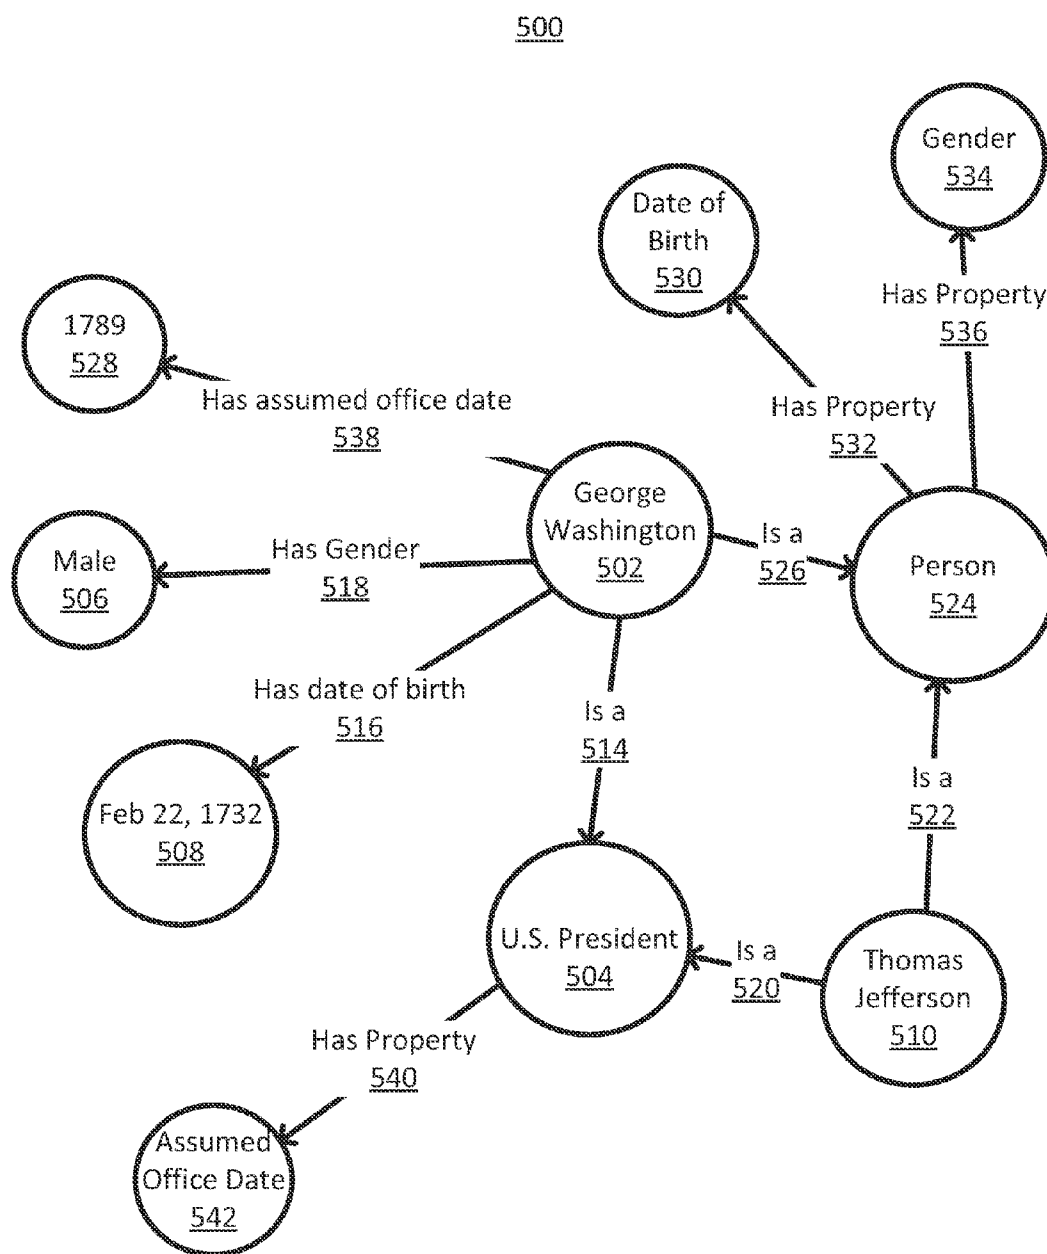 500
Gender
534
Date of
Birth
530
Has Property
536
1789
528
Has assumed office date
538
Has Property
532
George
Washington
502
Is a
526
Person
524
Male
506
Has Gender
518
Has date of birth
516
Is a
514
Is a
522
Feb 22, 1732
508
U.S. President
504
Is a
520
Thomas
Jefferson
510
Has Property
540
Assumed
Office Date
542